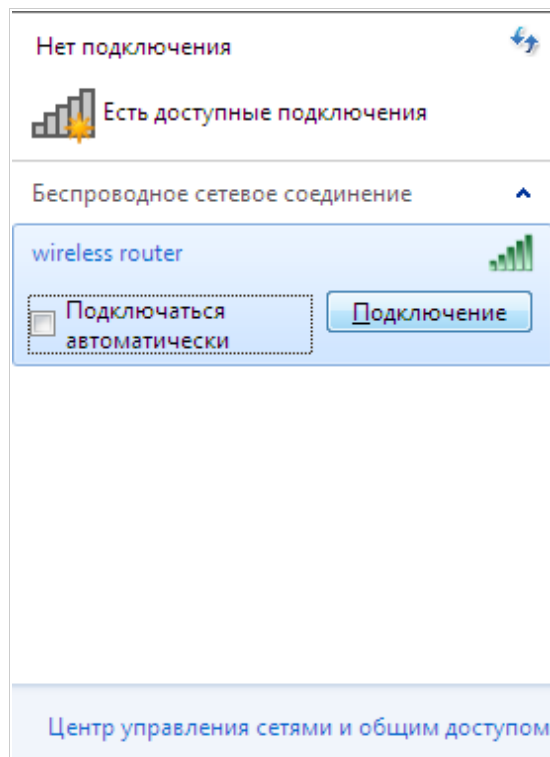 Нет подключения
Есть доступные подключения
Беспроводное сетевое соединение
wireless router
Подключаться
автоматически
Подключение
Центр управления сетями и общим доступом